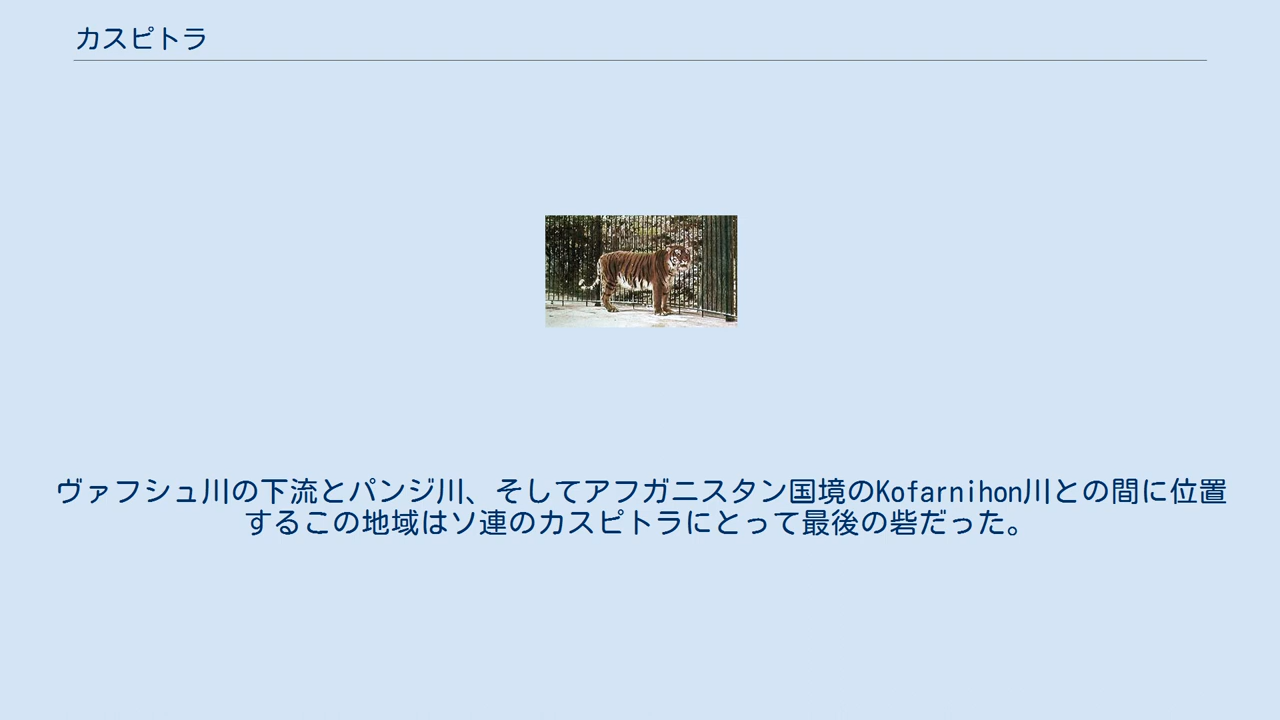 カスピトラ
ヴァフシュ川の下流とパンジ川、そしてアフガニスタン国境のKofarnihon川との間に位置
するこの地域はソ連のカスピトラにとって最後の砦だった。